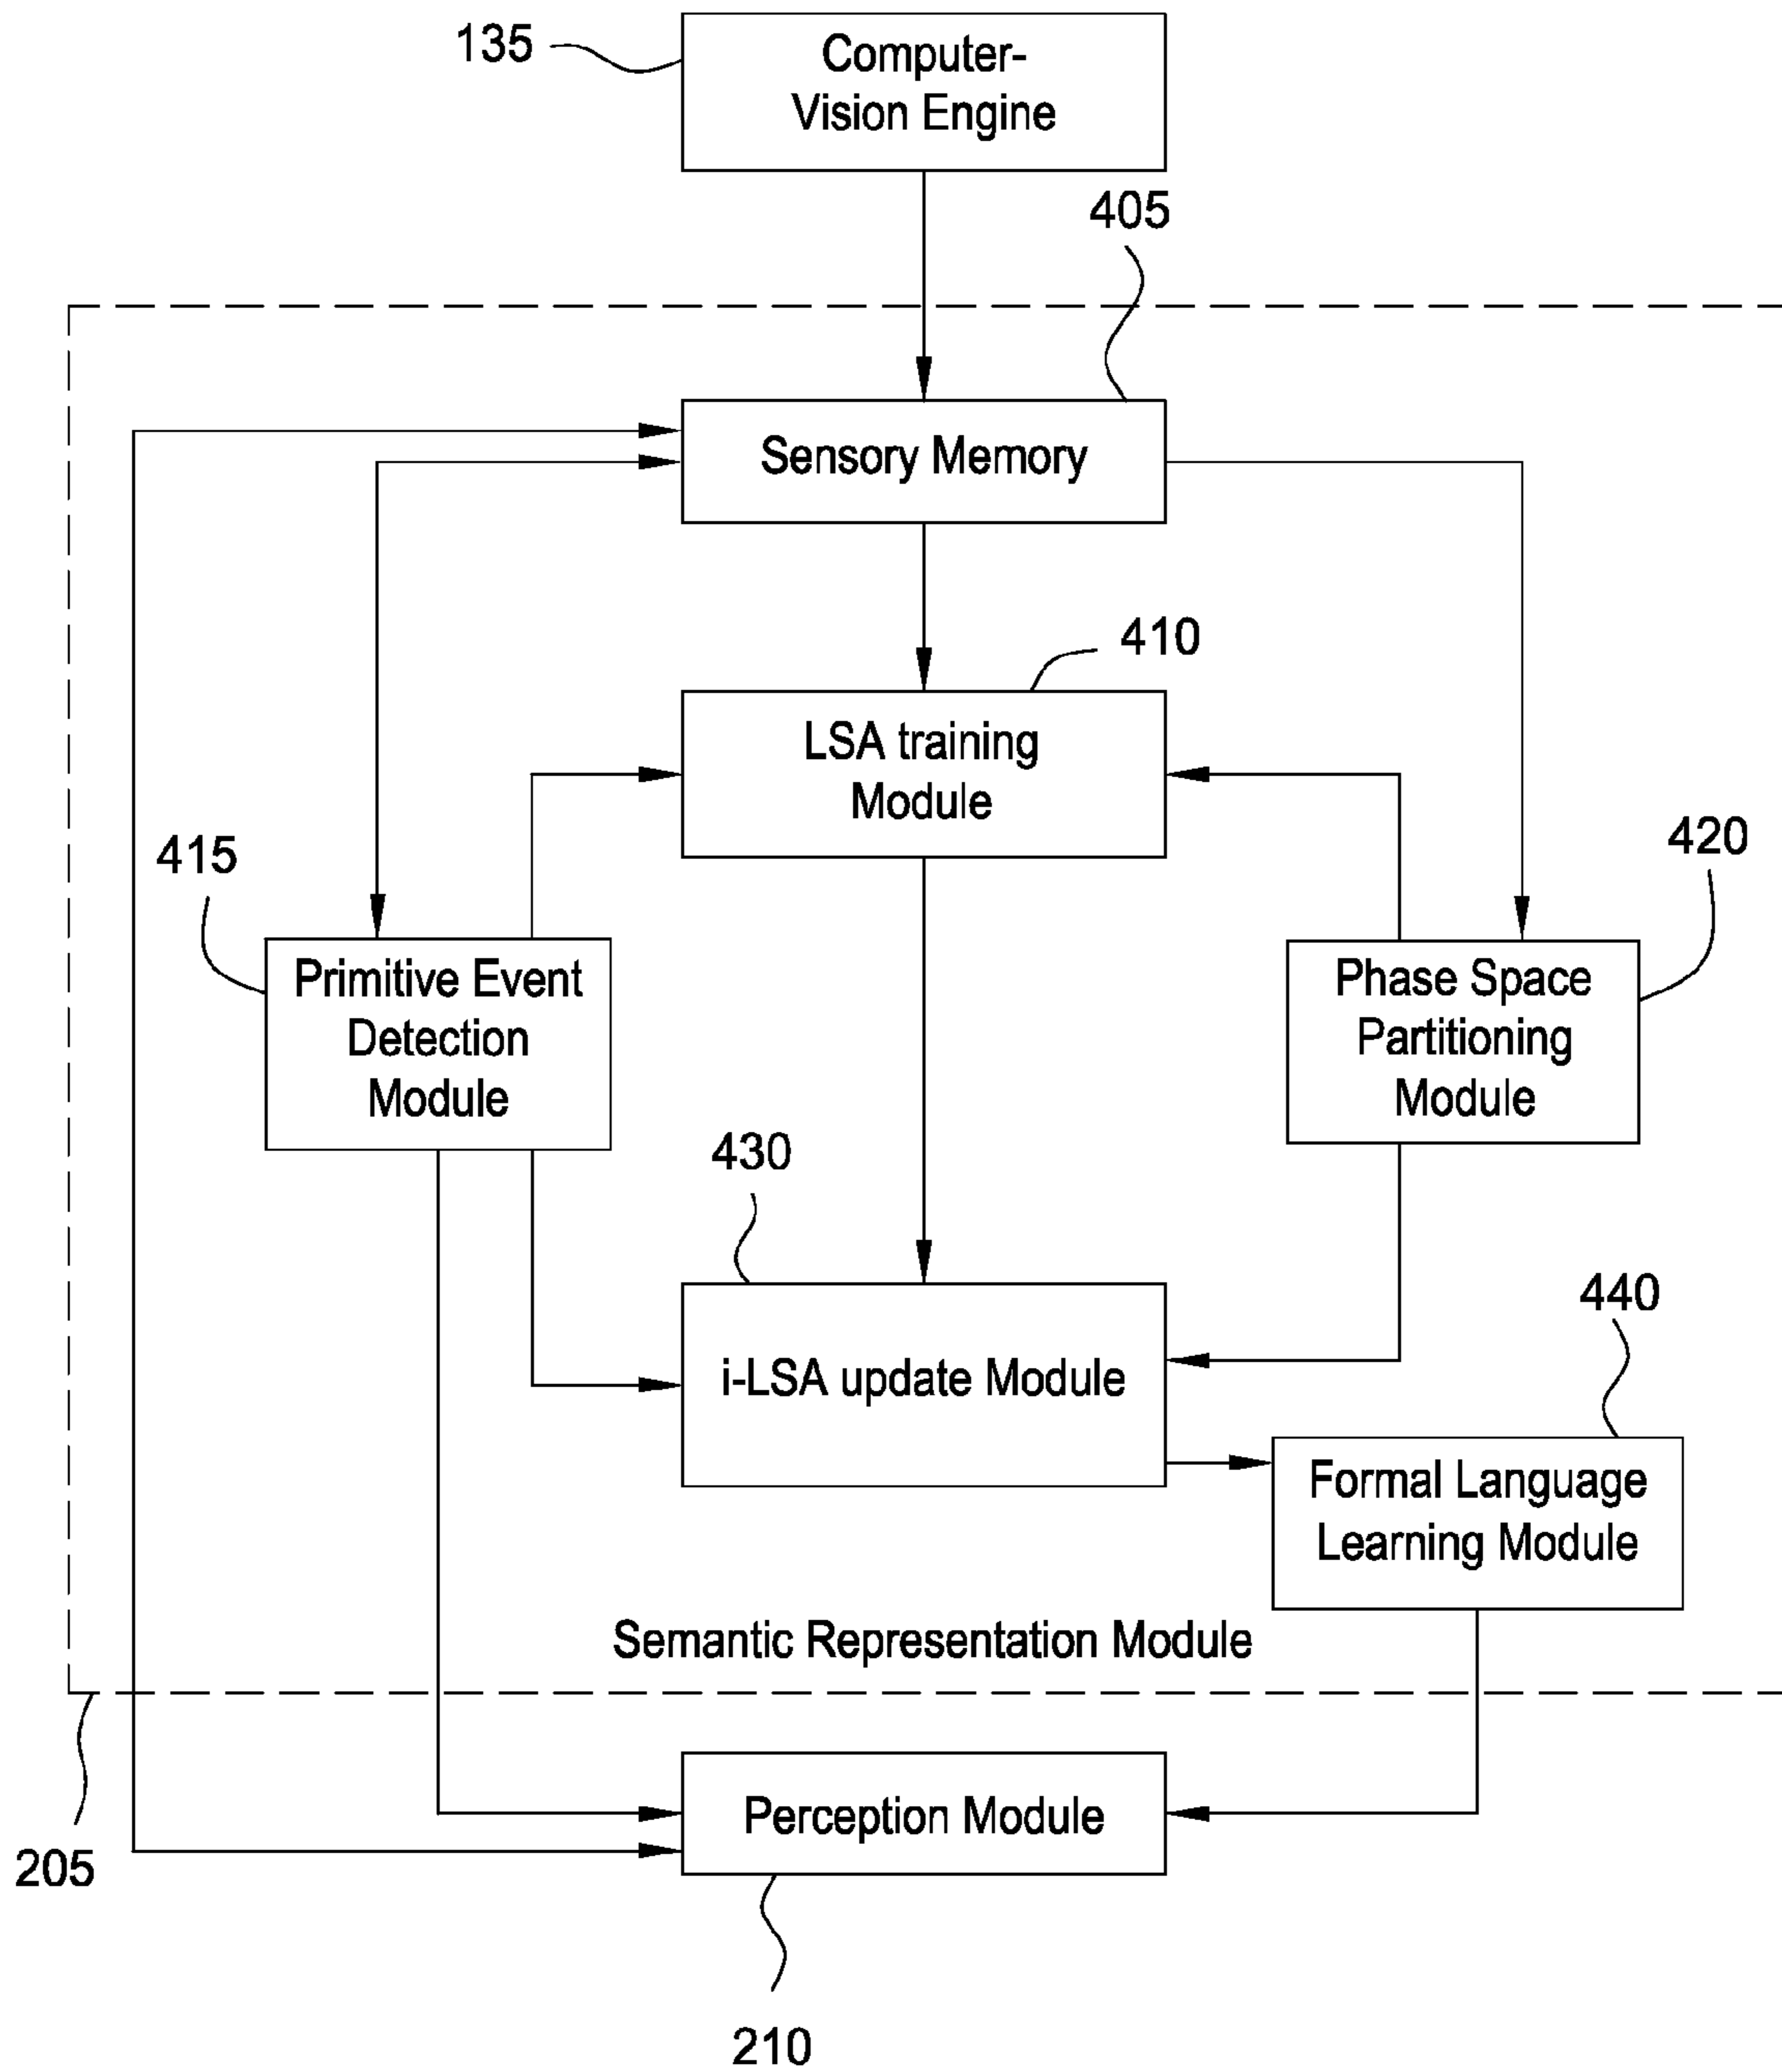 135
Computer-
Vision Engine
405
Sensory Memory
410
LSA training
Module
415
420
Primitive Event
Detection
Module
Phase Space
Partitioning
Module
430
440
i-LSA update Module
Formal Language
Learning Module
Semantic Representation Module
205
Perception Module
210